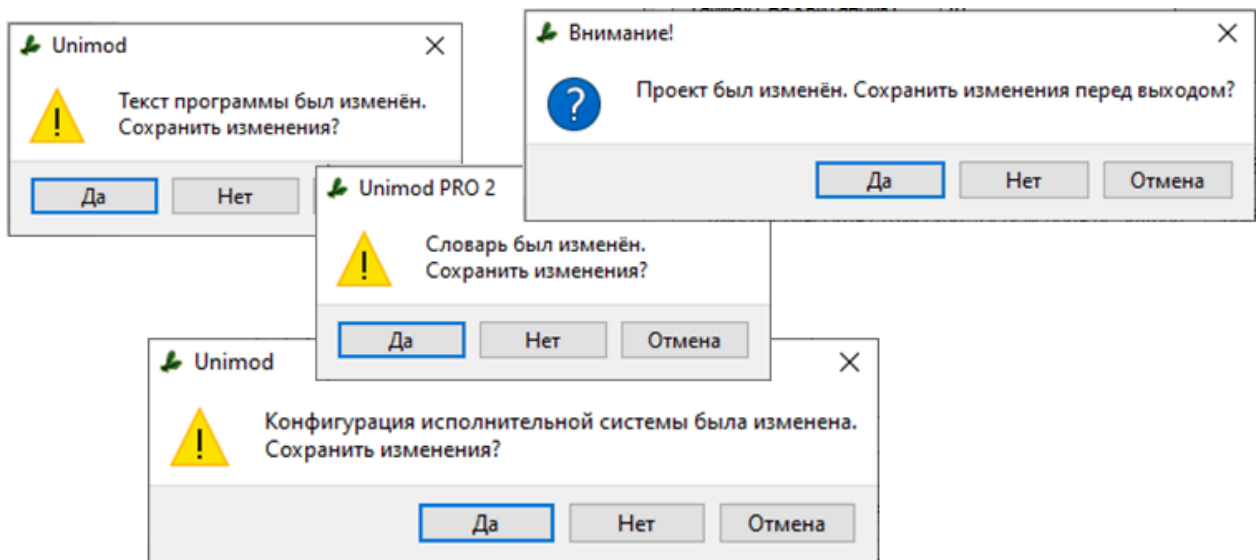 Unimod
Текст программы был изменён.
Сохранить изменения?
Да
Нет
Внимание!
Проект был изменён. Сохранить изменения перед выходом?
Да
Нет
Отмена
Unimod PRO 2
Словарь был изменён.
Сохранить изменения?
Да
Нет
Отмена
Unimod
Конфигурация исполнительной системы была изменена.
Сохранить изменения?
Да
Нет
Отмена